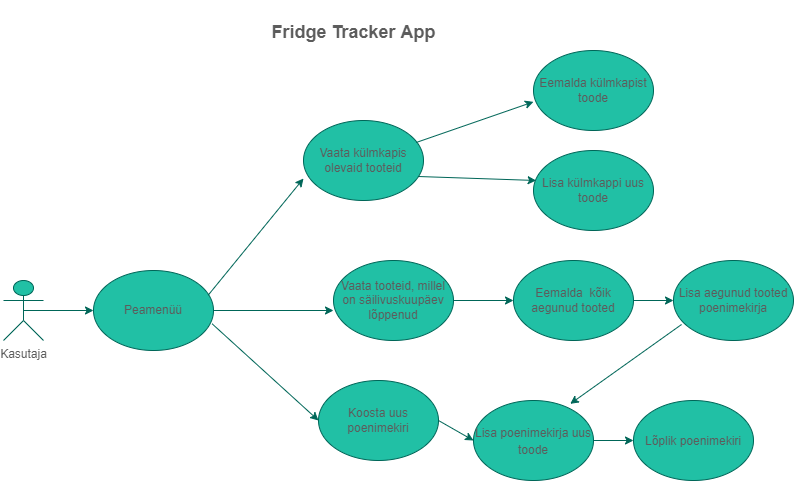 Fridge Tracker App
Eemalda külmkapist
toode
Vaata külmkapis
olevaid tooteid
Lisa külmkappi uus
toode
Vaata tooteid, millel
on säilivuskuupäev
lõppenud
Eemalda kõik
aegunud tooted
Lisa aegunud tooted
poenimekirja
Peamenüü
Kasutaja
Koosta uus
poenimekiri
Lisa poenimekirja uus
toode
Lõplik poenimekiri